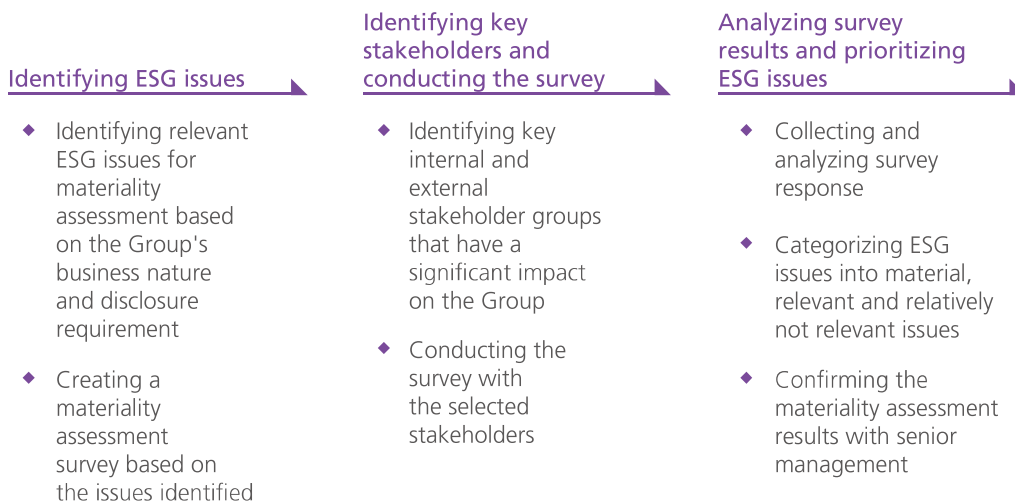 Identifying ESG issues
Identifying relevant
ESG issues for
materiality
assessment based
on the Group's
business nature
and disclosure
requirement
Creating a
materiality
assessment
survey based on
the issues identified
Identifying key
stakeholders and
conducting the survey
Identifying key
internal and
external
stakeholder groups
that have a
significant impact
on the Group
Conducting the
survey with
the selected
stakeholders
Analyzing survey
results and prioritizing
ESG issues
Collecting and
analyzing survey
response
Categorizing ESG
issues into material,
relevant and relatively
not relevant issues
Confirming the
materiality assessment
results with senior
management